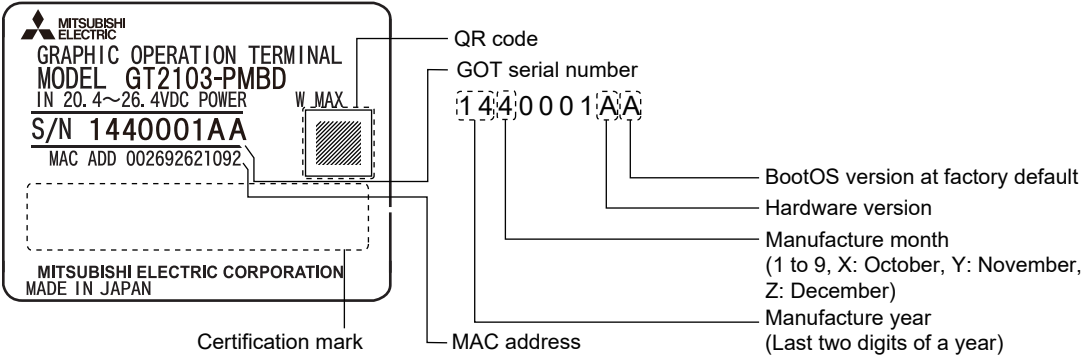 MITSUBISHI
ELECTRIC
GRAPHIC OPERATION TERMINAL
MODEL GT2103-PMBD
IN 20.4～26.4VDC POWER W MAX
S/N 1440001AA
MAC ADD 002692621092
MITSUBISHI ELECTRIC CORPORATION
MADE IN JAPAN
QR code
GOT serial number
1440001AA
BootOS version at factory default
Hardware version
Manufacture month
(1 to 9, X: October, Y: November,
Z: December)
Manufacture year
(Last two digits of a year)
Certification mark
MAC address